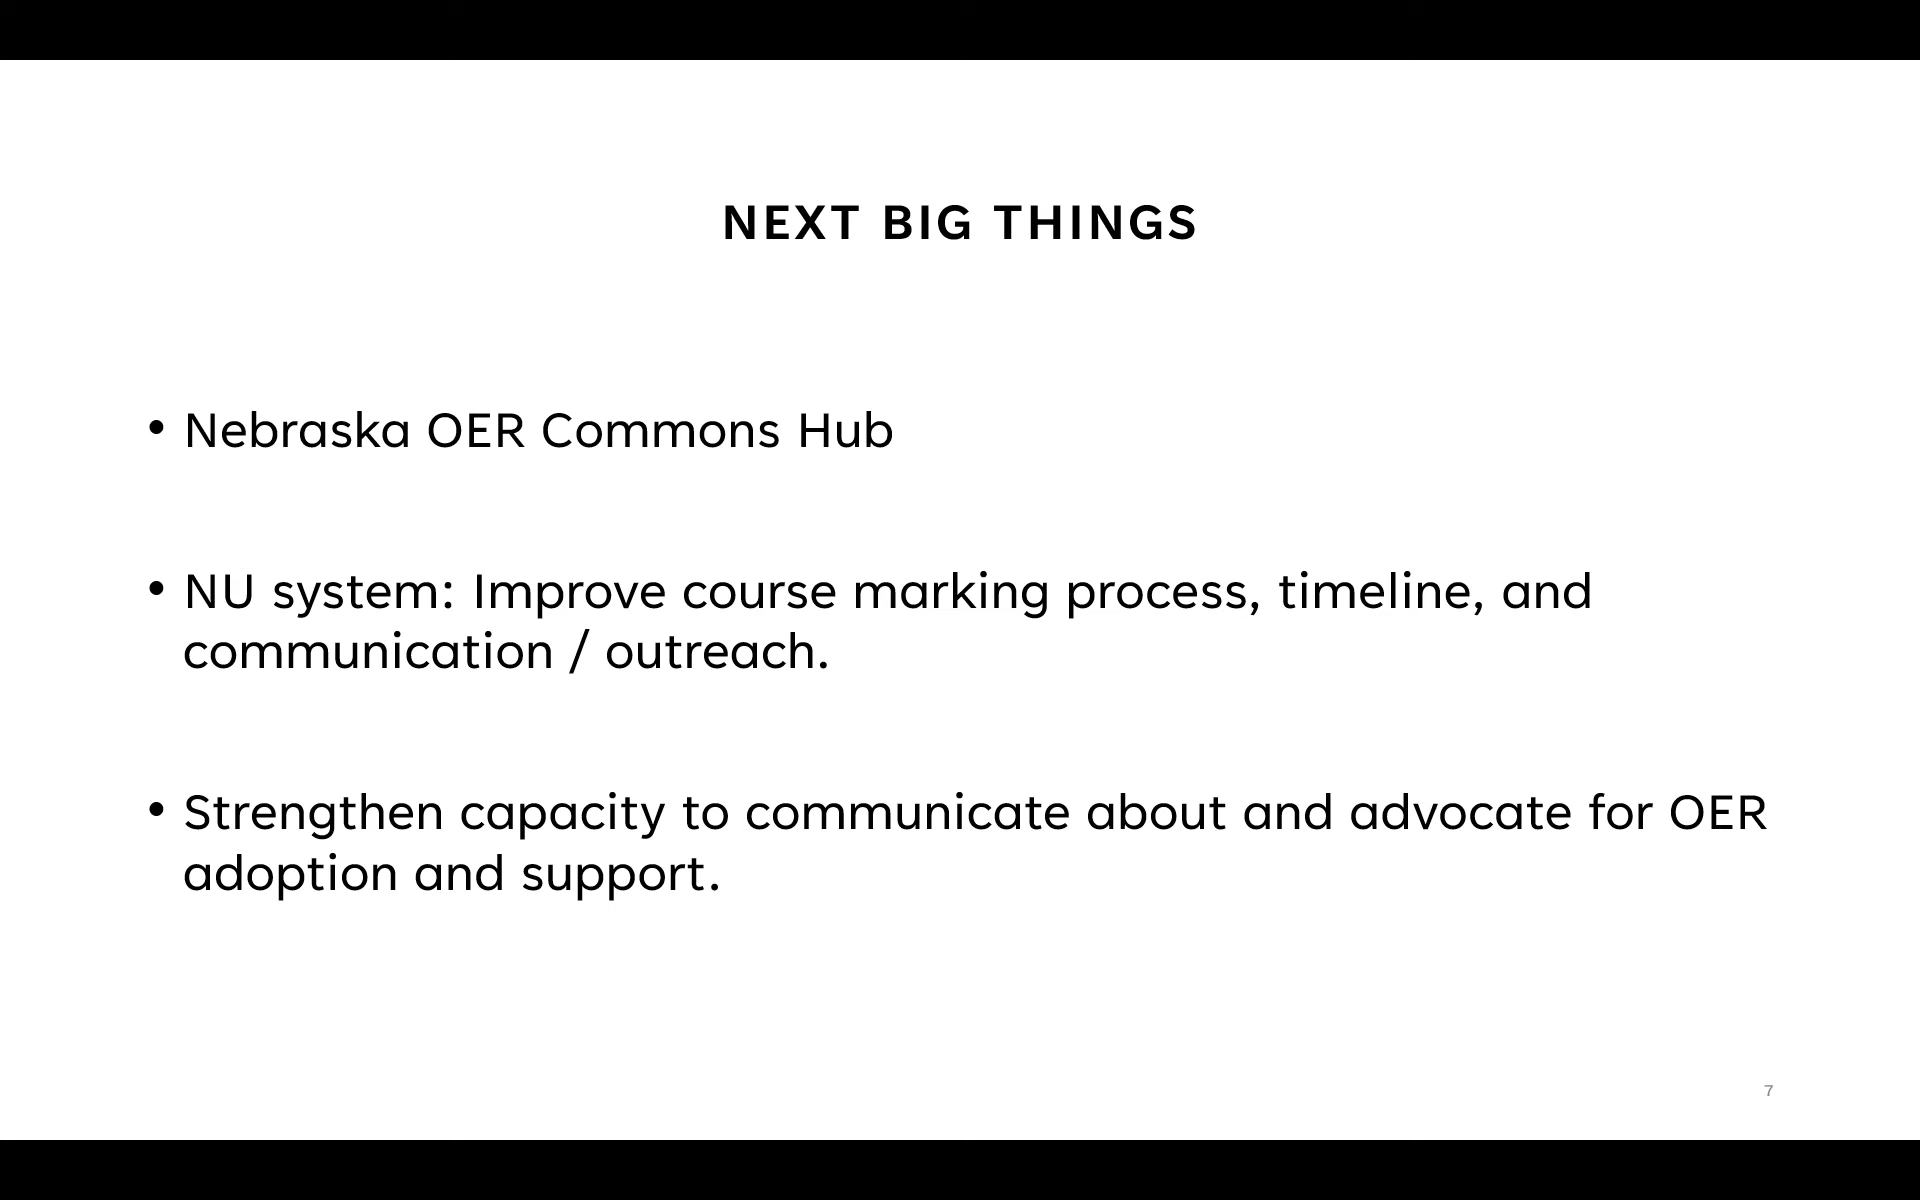 NEXT BIG THINGS
• Nebraska OER Commons Hub
• NU system: Improve course marking process, timeline, and
communication / outreach.
• Strengthen capacity to communicate about and advocate for OER
adoption and support.
7